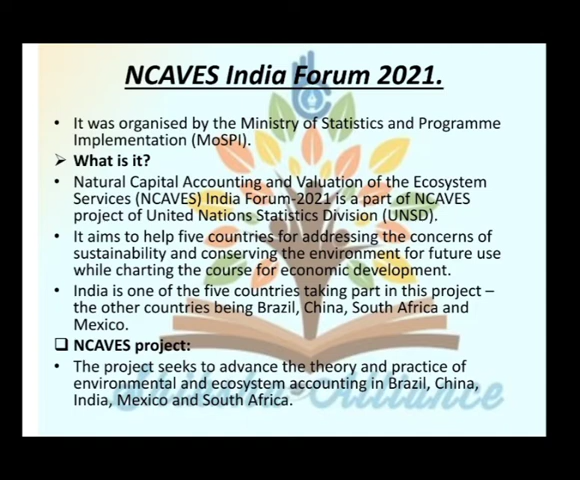 NCAVES India Forum 2021.
• It was organised by the Ministry of Statistics and Programme
Implementation (MoSPI).
➢ What is it?
• Natural Capital Accounting and Valuation of the Ecosystem
Services (NCAVES) India Forum-2021 is a part of NCAVES
project of United Nations Statistics Division (UNSD).
• It aims to help five countries for addressing the concerns of
sustainability and conserving the environment for future use
while charting the course for economic development.
• India is one of the five countries taking part in this project –
the other countries being Brazil, China, South Africa and
Mexico.
❑ NCAVES project:
• The project seeks to advance the theory and practice of
environmental and ecosystem accounting in Brazil, China,
India, Mexico and South Africa.
Alliance